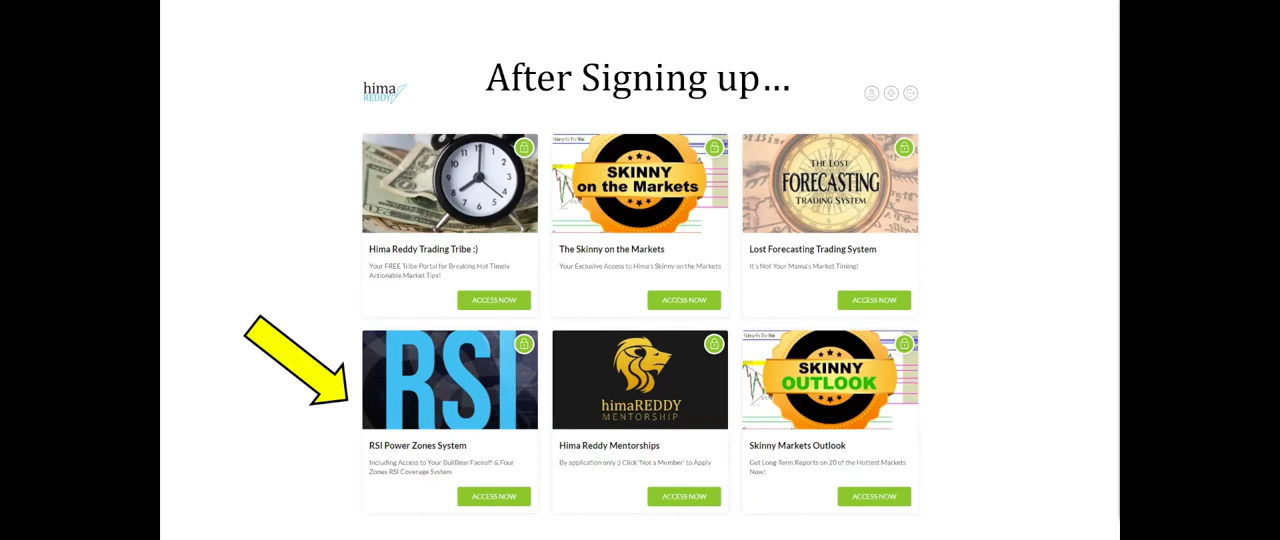 After Signing up...
hima
REDDY
SKINNY
on the Markets
THE LOST
FORECASTING
TRADING SYSTEM
Hima Reddy Trading Tribe :)
Your FREE Tribe Portal for Breaking Hot Timely
Actionable Market Tips!
ACCESS NOW
The Skinny on the Markets
Your Exclusive Access to Hima's Skinny on the Markets
ACCESS NOW
Lost Forecasting Trading System
It's Not Your Mama's Market Timing!
ACCESS NOW
RSI
himaREDDY
MENTORSHIP
SKINNY
OUTLOOK
RSI Power Zones System
Including Access to Your BullBear Faceoff & Four
Zones RSI Coverage System
ACCESS NOW
Hima Reddy Mentorships
By application only :) Click 'Not a Member' to Apply
ACCESS NOW
Skinny Markets Outlook
Get Long-Term Reports on 20 of the Hottest Markets
Now!
ACCESS NOW